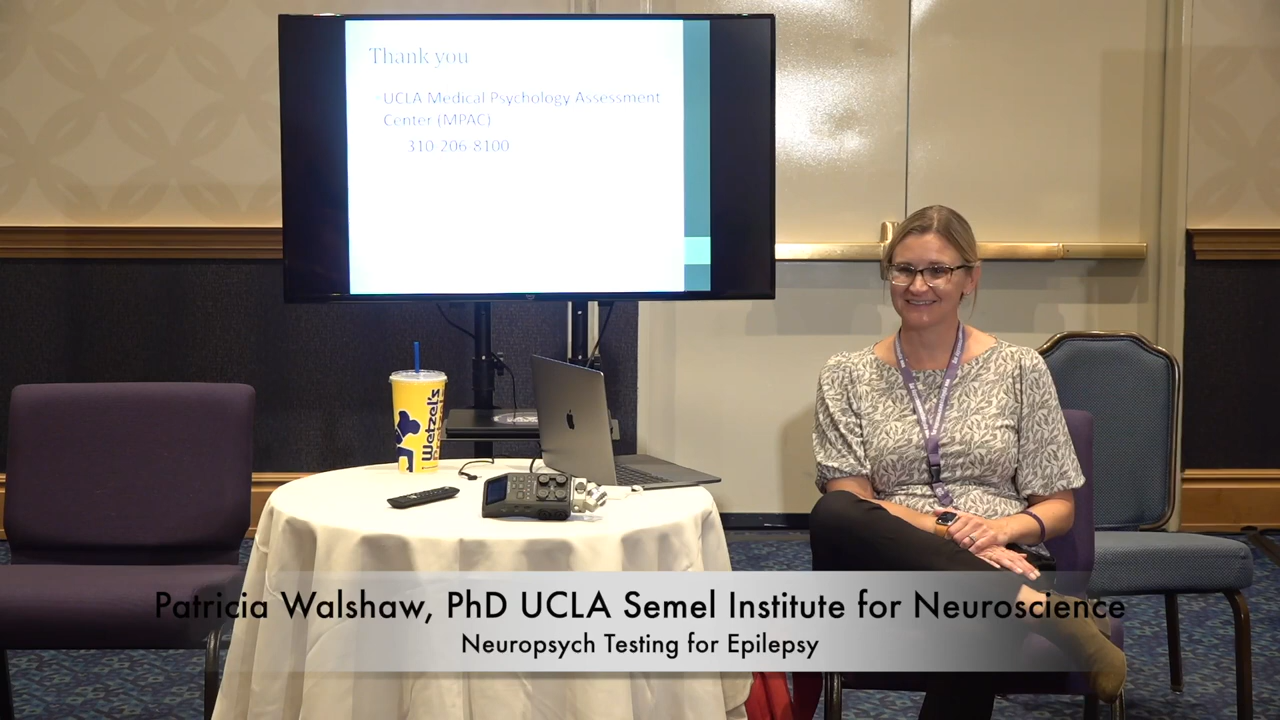 Thank you
UCLA Medical Psychology Assessment
Center (MPAC)
310-206-8100
Wetzel's
Pretzels
Patricia Walshaw, PhD UCLA Semel Institute for Neuroscience
Neuropsych Testing for Epilepsy